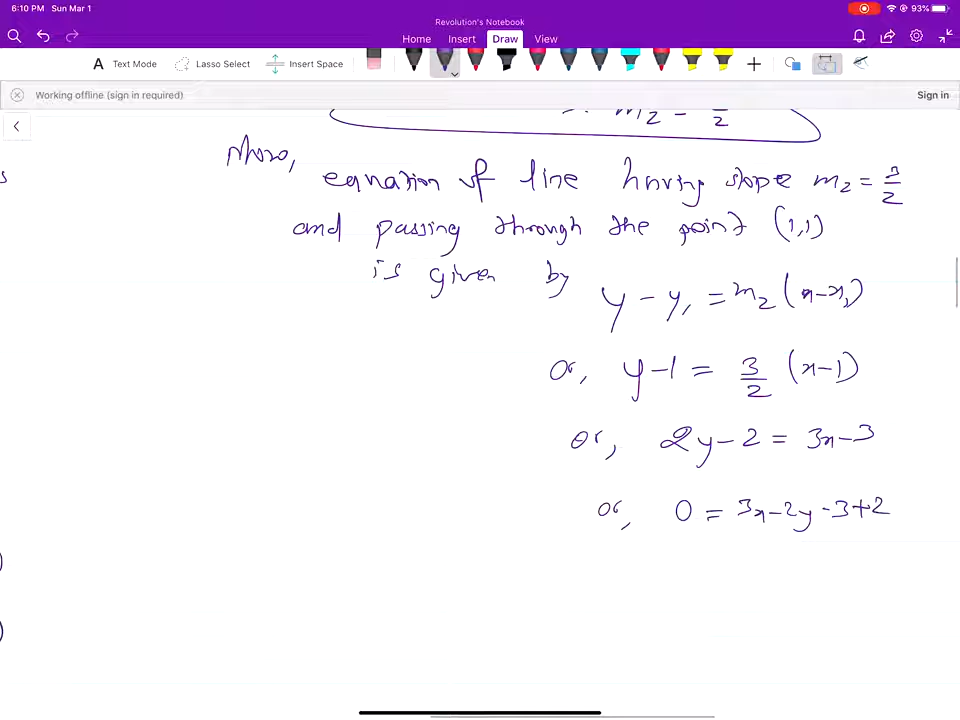 6:10 PM Sun Mar 1
93%
Revolution's Notebook
Home Insert Draw View
A Text Mode Lasso Select Insert Space
Working offline (sign in required) Sign in
Now,
equation of line having slope m₂ = 3/2
and passing through the point (1,1)
is given by
y - y₁ = m₂ (x - x₁)
or, y - 1 = 3/2 (x - 1)
or, 2y - 2 = 3x - 3
or, 0 = 3x - 2y - 3 + 2